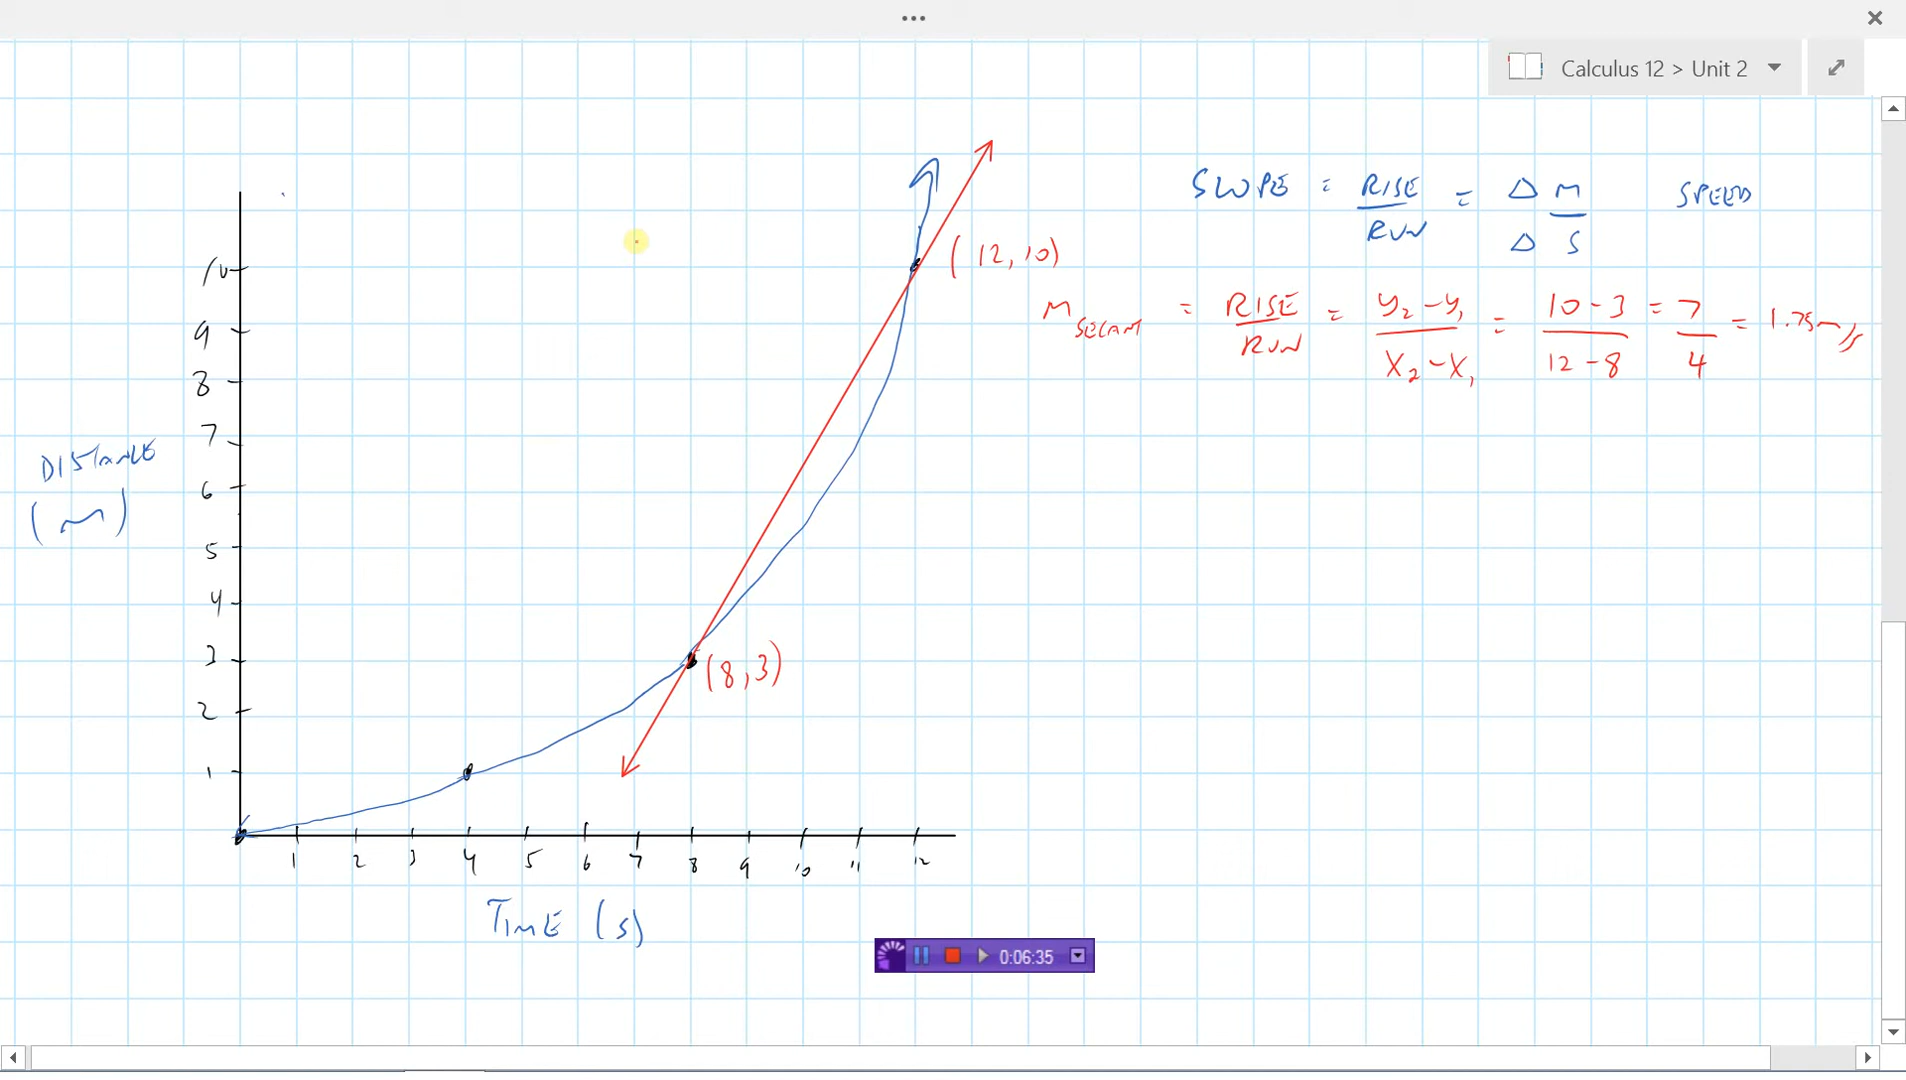 Calculus 12 > Unit 2
SLOPE = RISE/RUN = Δ M/Δ S SPEED
(12, 10)
M SECANT = RISE/RUN = y₂-y₁/x₂-x₁ = 10-3/12-8 = 7/4 = 1.75 m/s
10
9
8
7
6
5
4
3
2
1
DISTANCE
(m)
(8, 3)
1 2 3 4 5 6 7 8 9 10 11 12
TIME (s)
0:06:35